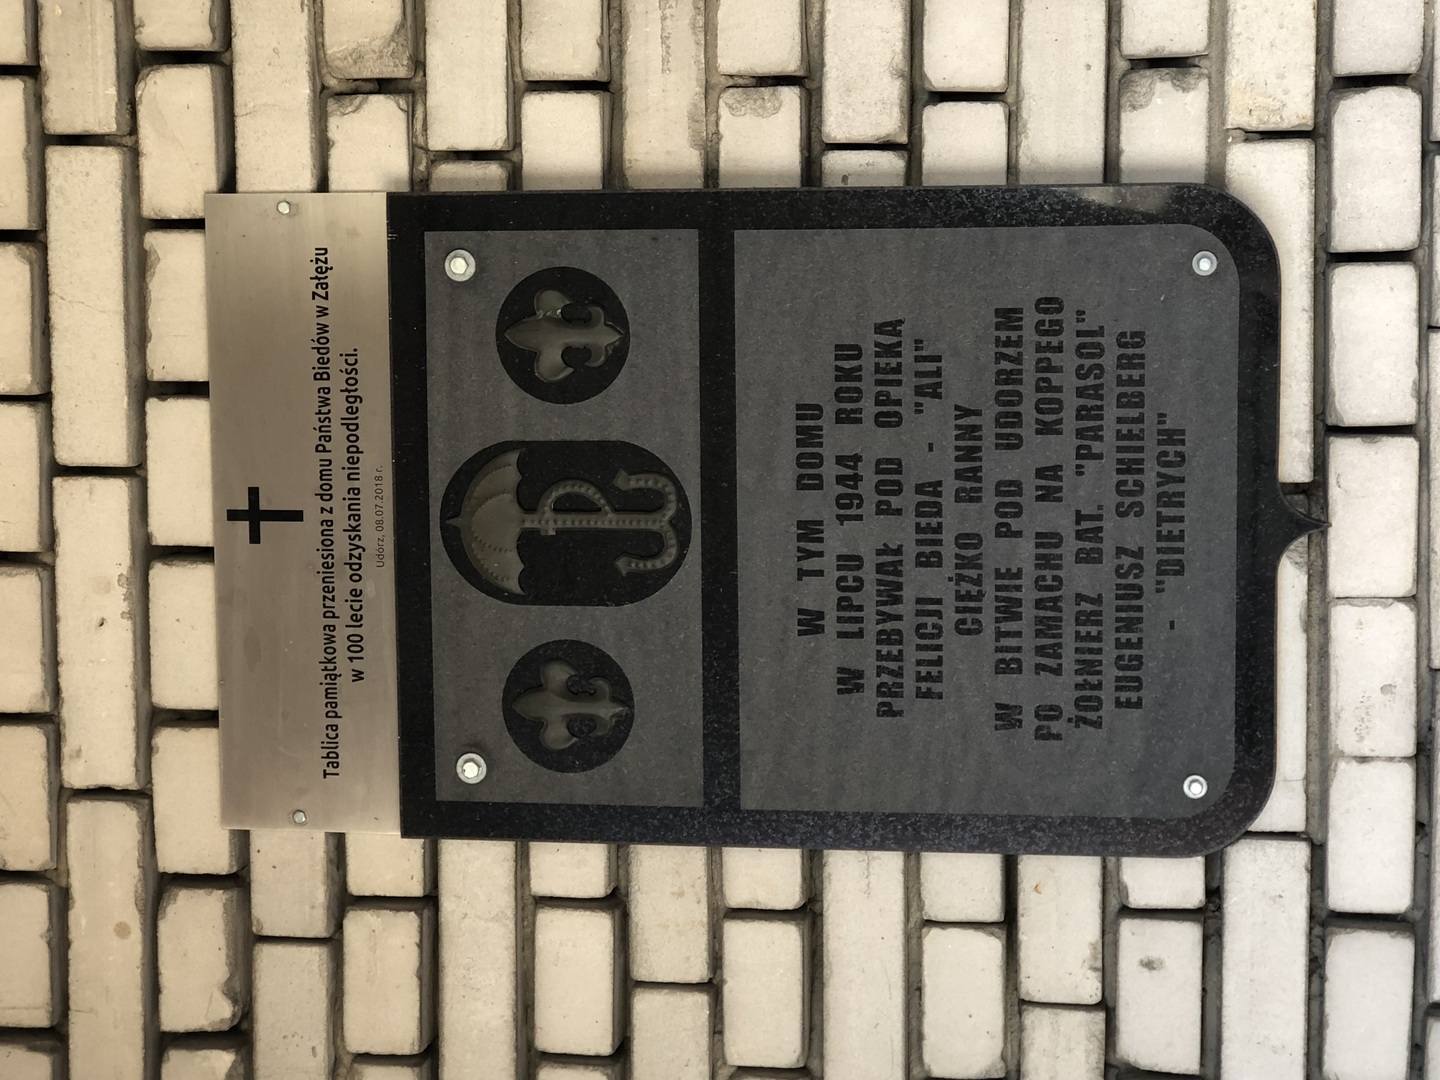 Tablica pamiątkowa przeniesiona z domu Państwa Biedów w Załężu
w 100 lecie odzyskania niepodległości.
Udórz, 08.07.2018 r.
W TYM DOMU
W LIPCU 1944 ROKU
PRZEBYWAŁ POD OPIEKĄ
FELICJI BIEDA - "ALI"
CIĘŻKO RANNY
W BITWIE POD UDORZEM
PO ZAMACHU NA KOPPEGO
ŻOŁNIERZ BAT. "PARASOL"
EUGENIUSZ SCHIELBERG
- "DIETRYCH"